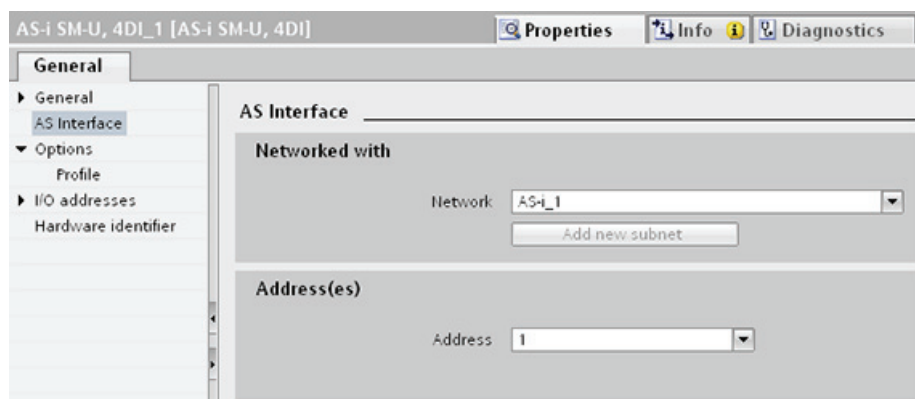 AS-i SM-U, 4DI_1 [AS-i SM-U, 4DI]
Properties
Info
Diagnostics
General
General
AS Interface
Options
Profile
I/O addresses
Hardware identifier
AS Interface
Networked with
Network AS-i_1
Add new subnet
Address(es)
Address 1